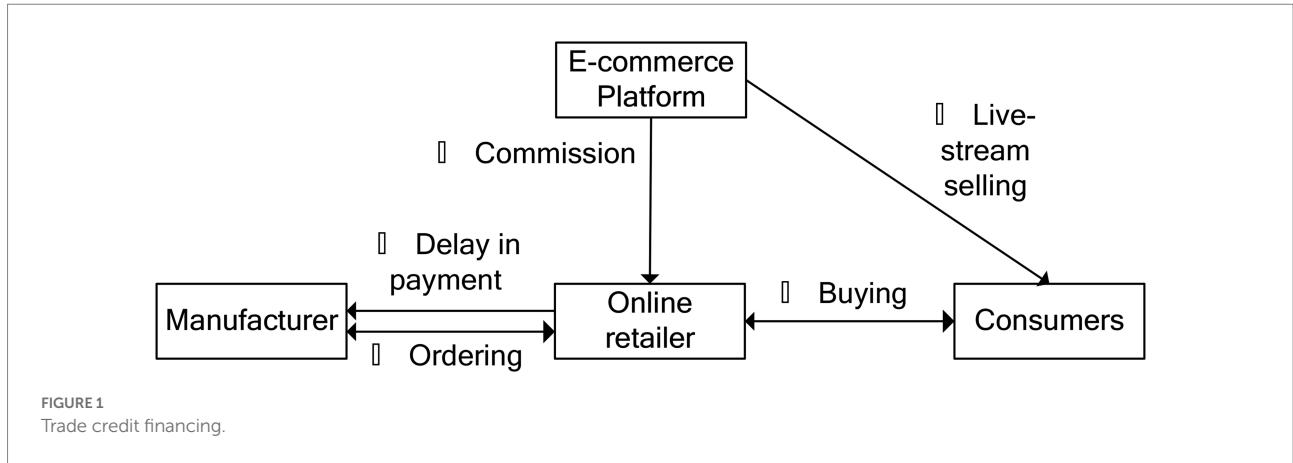 E-commerce
Platform
Commission
Live-
stream
selling
Delay in
payment
Manufacturer
Online
retailer
Buying
Consumers
Ordering
FIGURE 1
Trade credit financing.